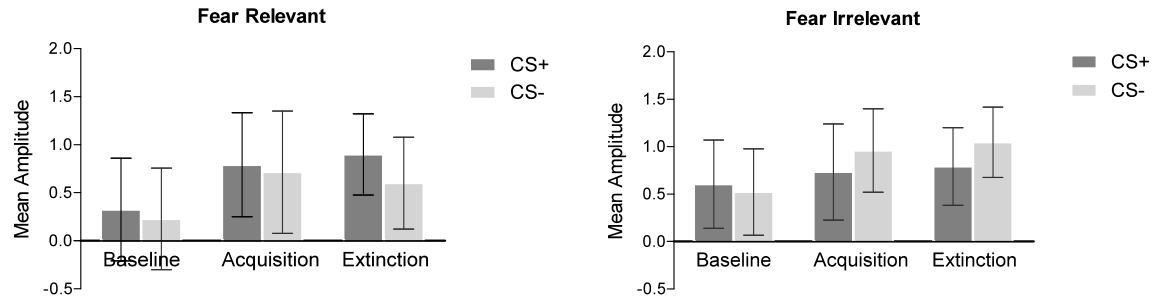 Fear Relevant
Mean Amplitude
2.0
1.5
1.0
0.5
0.0
-0.5
Baseline
Acquisition
Extinction
CS+
CS-
Fear Irrelevant
Mean Amplitude
2.0
1.5
1.0
0.5
0.0
-0.5
Baseline
Acquisition
Extinction
CS+
CS-